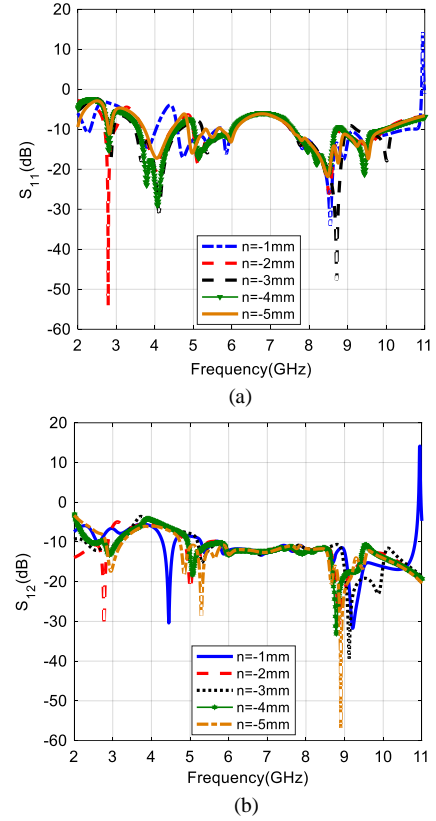 20
10
0
-10
-20
-30
-40
-50
-60
S11(dB)
n=-1mm
n=-2mm
n=-3mm
n=-4mm
n=-5mm
2 3 4 5 6 7 8 9 10 11
Frequency(GHz)
(a)
20
10
0
-10
-20
-30
-40
-50
-60
S12(dB)
n=-1mm
n=-2mm
n=-3mm
n=-4mm
n=-5mm
2 3 4 5 6 7 8 9 10 11
Frequency(GHz)
(b)